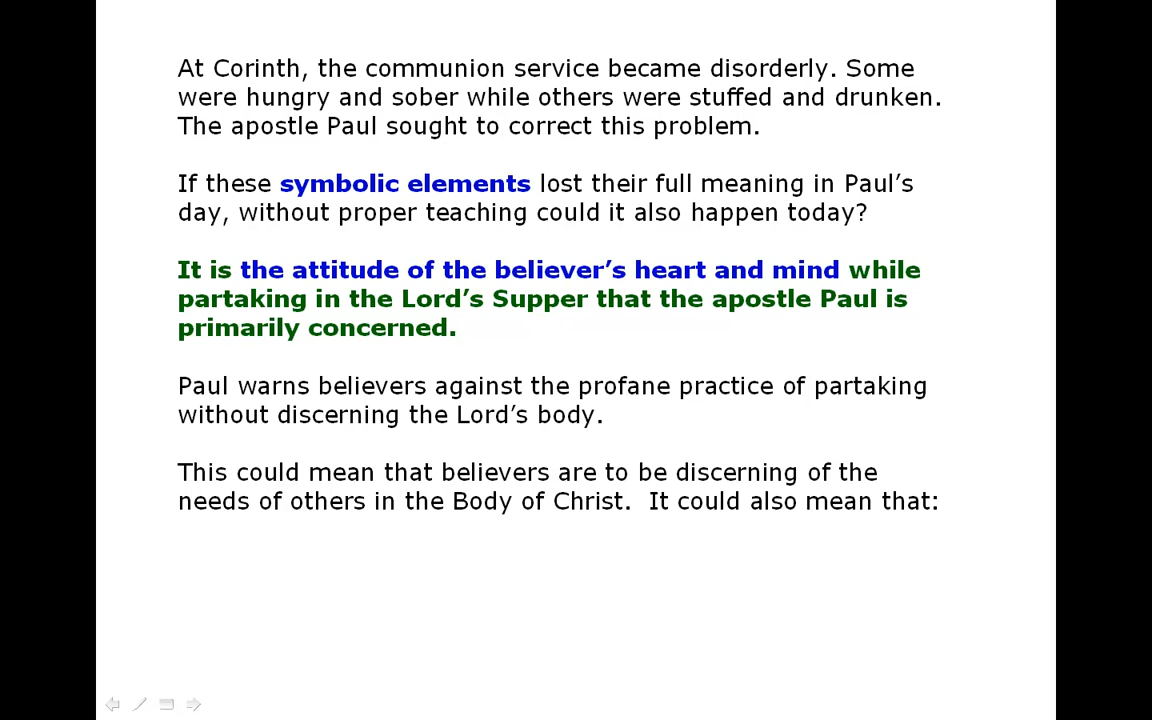 At Corinth, the communion service became disorderly. Some
were hungry and sober while others were stuffed and drunken.
The apostle Paul sought to correct this problem.
If these symbolic elements lost their full meaning in Paul’s
day, without proper teaching could it also happen today?
It is the attitude of the believer’s heart and mind while
partaking in the Lord’s Supper that the apostle Paul is
primarily concerned.
Paul warns believers against the profane practice of partaking
without discerning the Lord’s body.
This could mean that believers are to be discerning of the
needs of others in the Body of Christ.  It could also mean that: